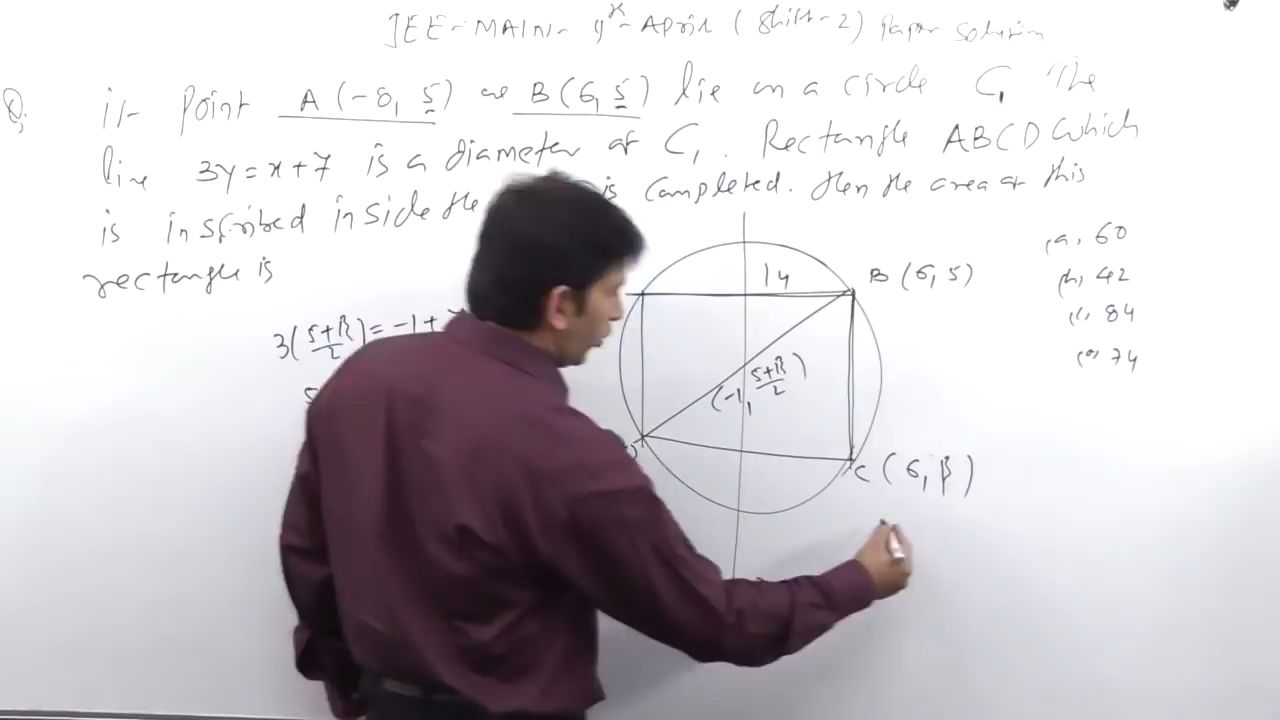 JEE-MAIN- 9th-April (Shift-2) Paper Solution
Q. If Point A (-8, 5) & B (6, 5) lie on a circle C1. The
line 3y = x+7 is a diameter of C1. Rectangle ABCD which
is inscribed inside the is completed. then the area of this
rectangle is
(a) 60
(b) 42
(c) 84
(d) 74
14
B (6, 5)
3(5+β/2) = -1+
(-1, 5+β/2)
D
C (6, β)